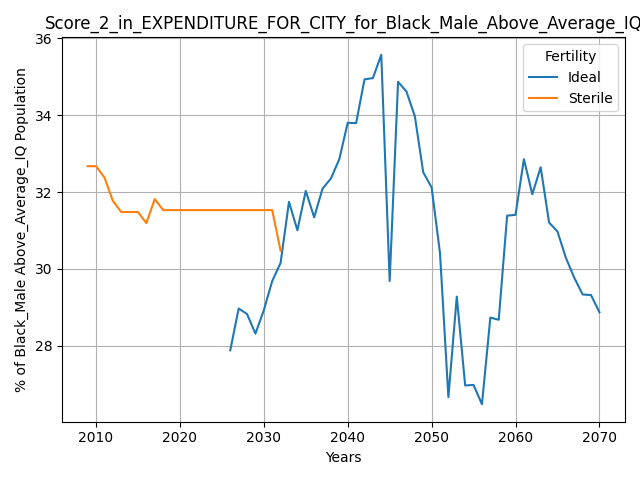 Score_2_in_EXPENDITURE_FOR_CITY_for_Black_Male_Above_Average_IQ
36
34
32
30
28
% of Black_Male Above_Average_IQ Population
Fertility
Ideal
Sterile
2010 2020 2030 2040 2050 2060 2070
Years